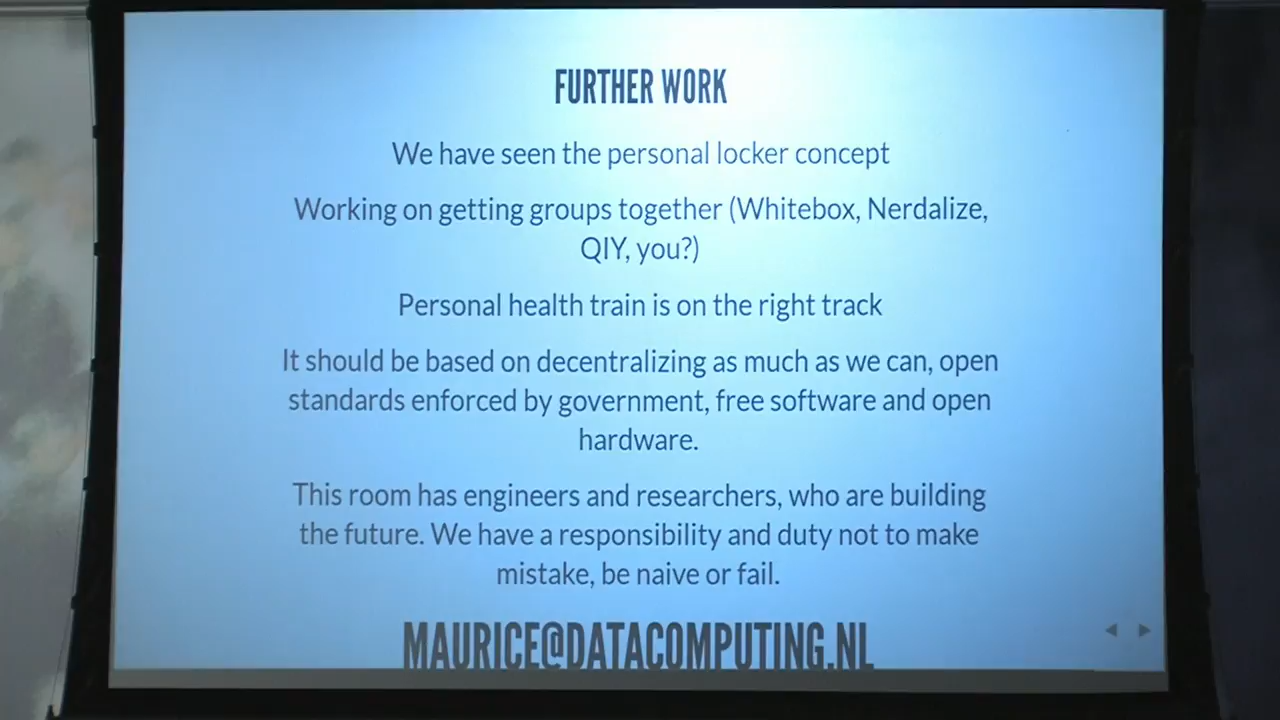 FURTHER WORK
We have seen the personal locker concept
Working on getting groups together (Whitebox, Nerdalize,
QIY, you?)
Personal health train is on the right track
It should be based on decentralizing as much as we can, open
standards enforced by government, free software and open
hardware.
This room has engineers and researchers, who are building
the future. We have a responsibility and duty not to make
mistake, be naive or fail.
MAURICE@DATACOMPUTING.NL